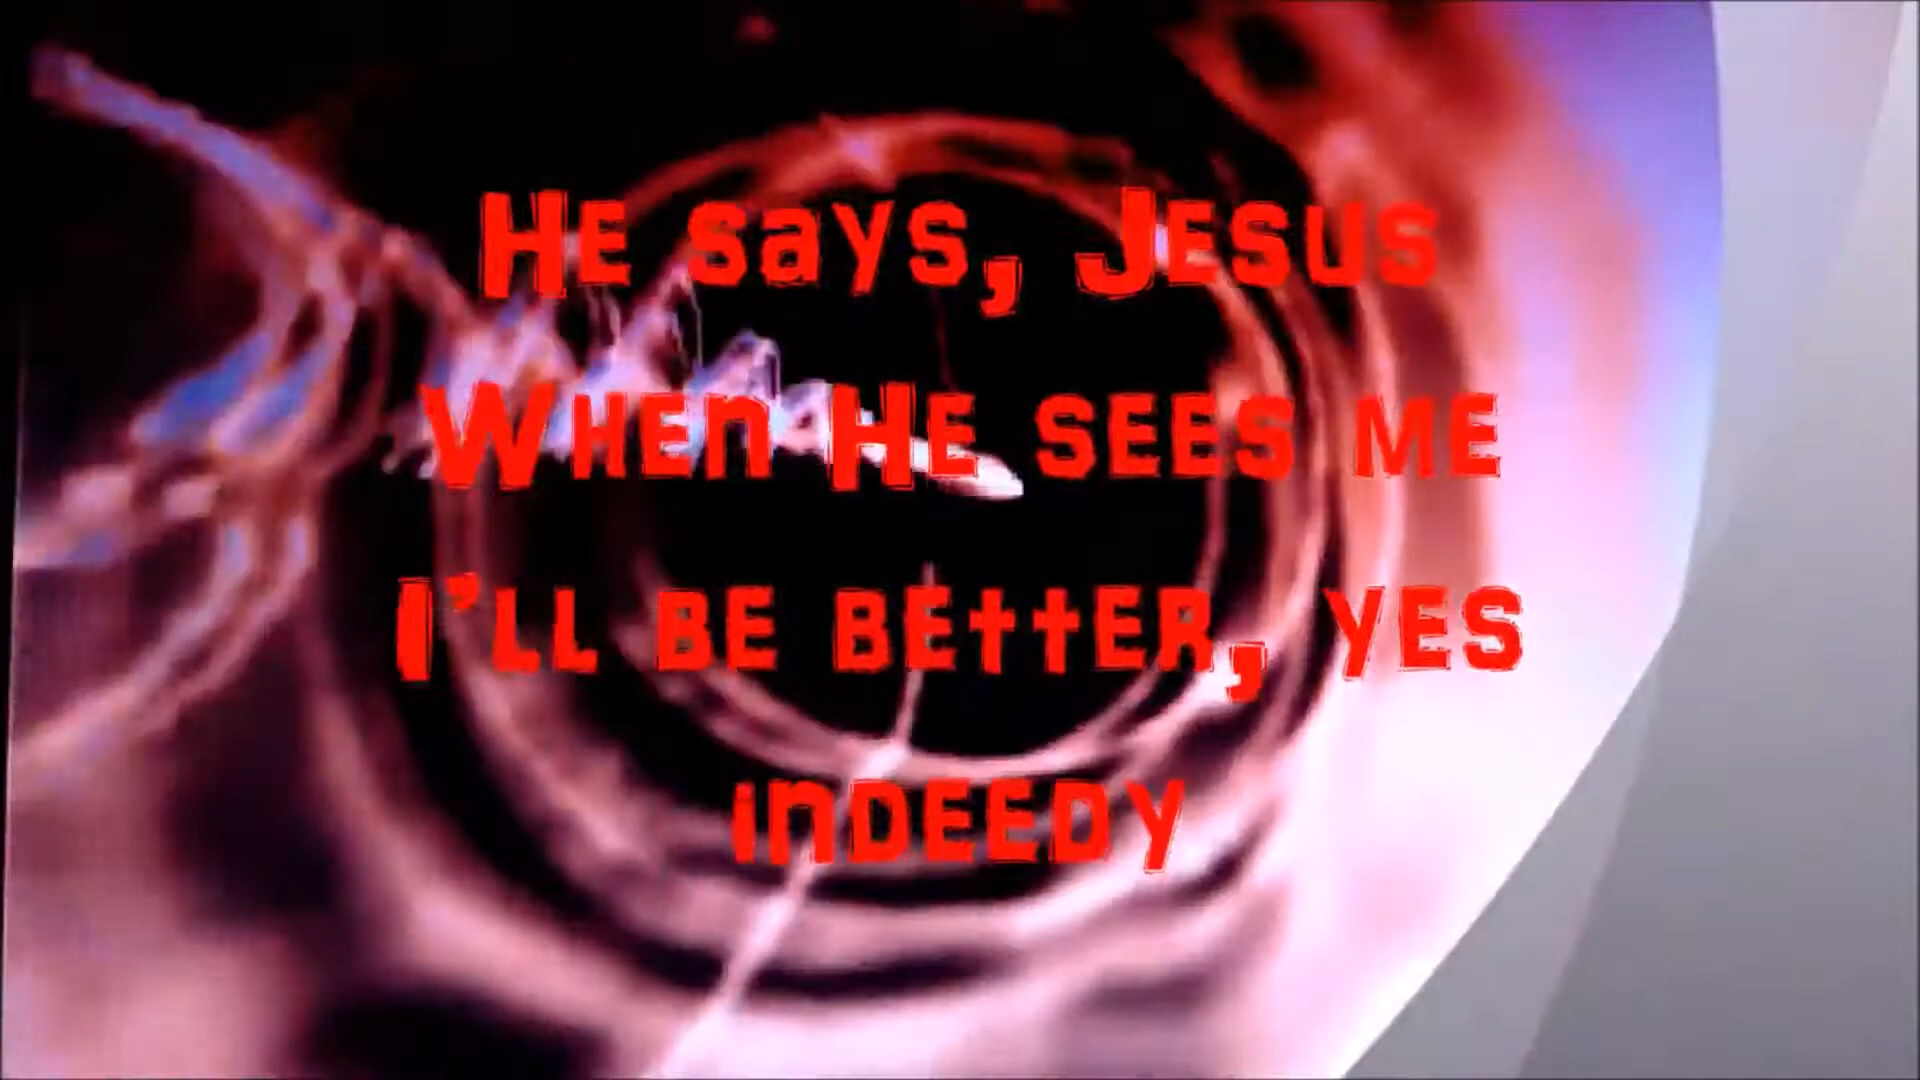 He says, Jesus
When He sees me
I'll be better, yes
indeedy